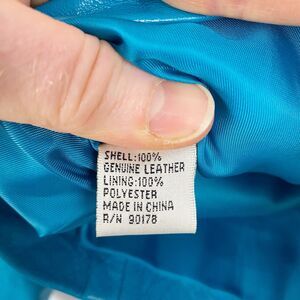 SHELL:100%
GENUINE LEATHER
LINING:100%
POLYESTER
MADE IN CHINA
R/N 90178